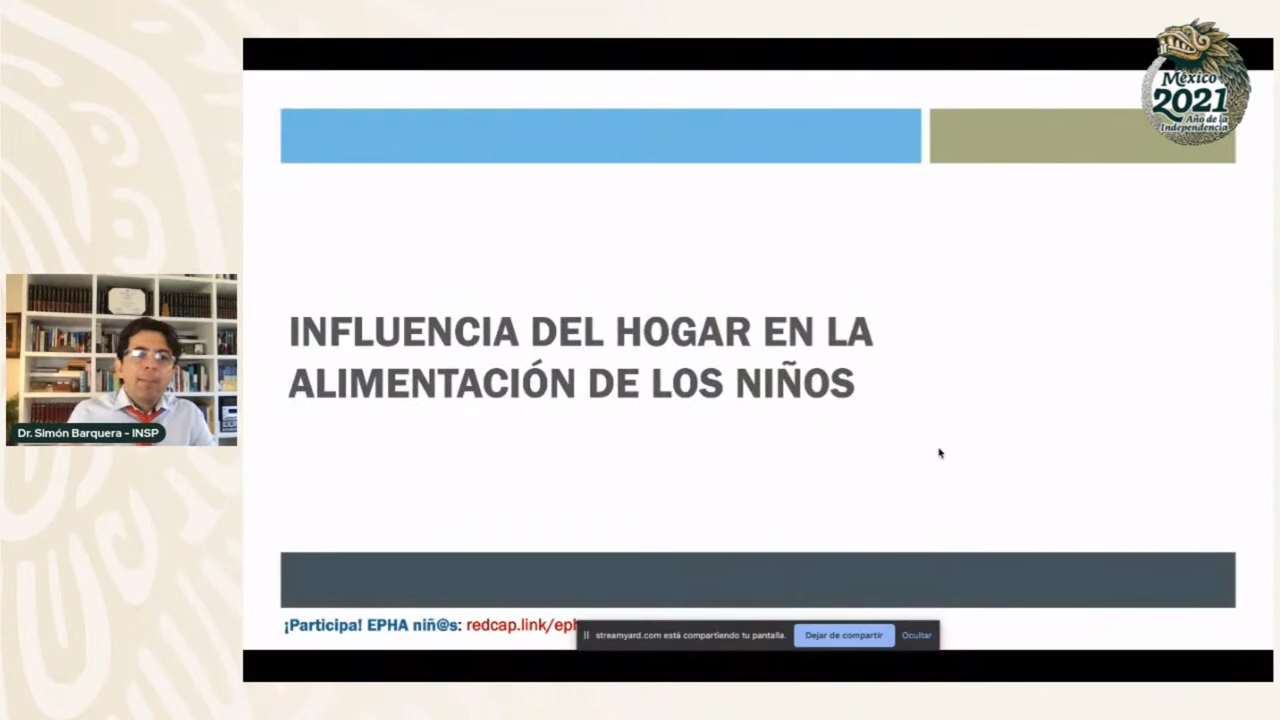 México
2021
Año de la
Independencia
INFLUENCIA DEL HOGAR EN LA
ALIMENTACIÓN DE LOS NIÑOS
Dr. Simón Barquera - INSP
¡Participa! EPHA niñ@s: redcap.link/eph
streamyard.com está compartiendo tu pantalla. Dejar de compartir Ocultar